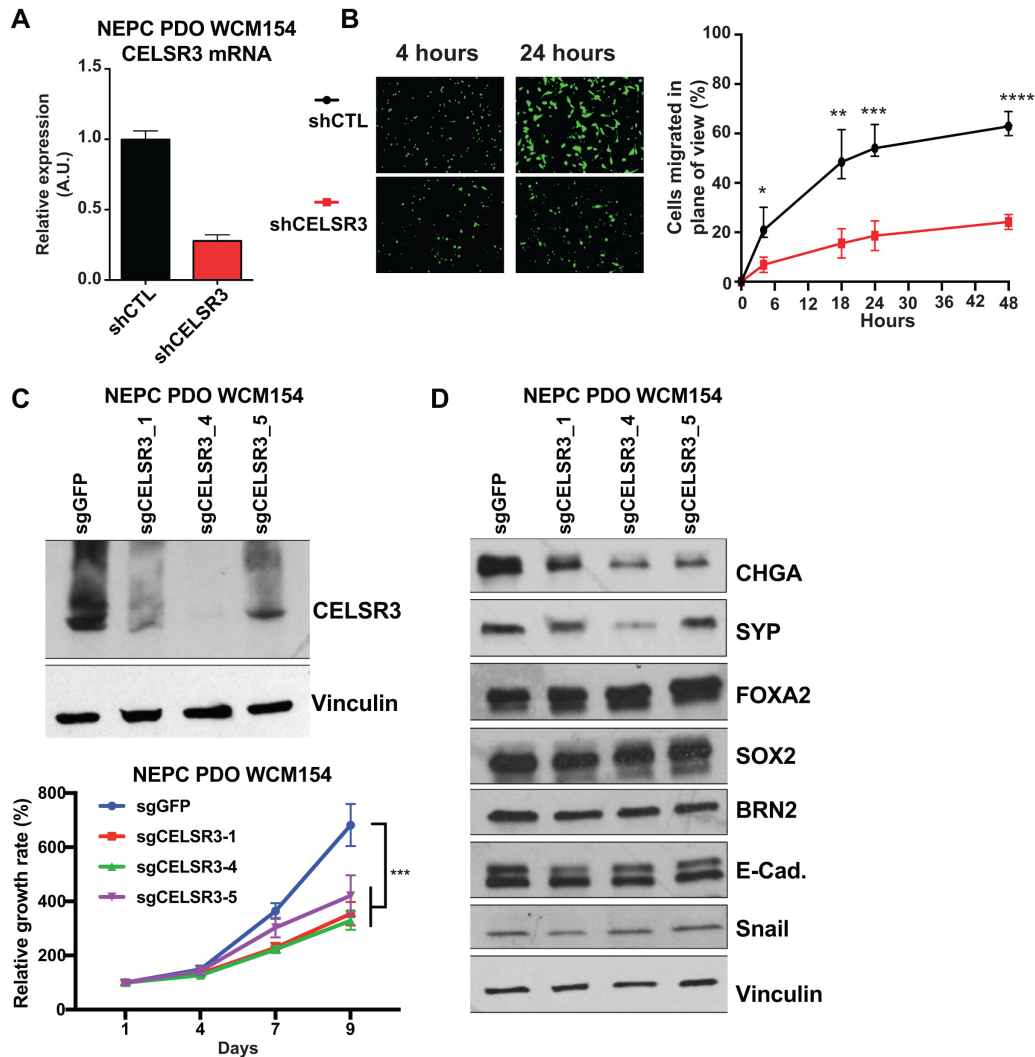 A
NEPC PDO WCM154
CELSR3 mRNA
Relative expression
(A.U.)
1.5
1.0
0.5
0.0
shCTL
shCELSR3
B
4 hours
24 hours
shCTL
shCELSR3
Cells migrated in
plane of view (%)
100
80
60
40
20
0
*
**
***
****
0
6
12
18
24
30
36
42
48
Hours
C
NEPC PDO WCM154
sgGFP
sgCELSR3_1
sgCELSR3_4
sgCELSR3_5
CELSR3
Vinculin
NEPC PDO WCM154
Relative growth rate (%)
800
600
400
200
0
sgGFP
sgCELSR3-1
sgCELSR3-4
sgCELSR3-5
***
1
4
7
9
Days
D
NEPC PDO WCM154
sgGFP
sgCELSR3_1
sgCELSR3_4
sgCELSR3_5
CHGA
SYP
FOXA2
SOX2
BRN2
E-Cad.
Snail
Vinculin